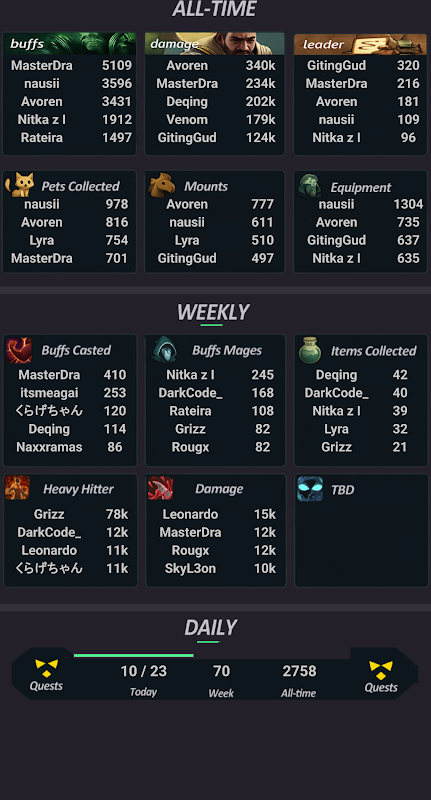 ALL-TIME
buffs
MasterDra 5109
nausii 3596
Avoren 3431
Nitka z l 1912
Rateira 1497
damage
Avoren 340k
MasterDra 234k
Deqing 202k
Venom 179k
GitingGud 124k
leader
GitingGud 320
MasterDra 216
Avoren 181
nausii 109
Nitka z l 96
Pets Collected
nausii 978
Avoren 816
Lyra 754
MasterDra 701
Mounts
Avoren 777
nausii 611
Lyra 510
GitingGud 497
Equipment
nausii 1304
Avoren 735
GitingGud 637
Nitka z l 635
WEEKLY
Buffs Casted
MasterDra 410
itsmeagai 253
くらげちゃん 120
Deqing 114
Naxxramas 86
Buffs Mages
Nitka z l 245
DarkCode_ 168
Rateira 108
Grizz 82
Rougx 82
Items Collected
Deqing 42
DarkCode_ 40
Nitka z l 39
Lyra 32
Grizz 21
Heavy Hitter
Grizz 78k
DarkCode_ 12k
Leonardo 11k
くらげちゃん 11k
Damage
Leonardo 15k
MasterDra 12k
Rougx 12k
SkyL3on 10k
TBD
DAILY
Quests
10 / 23
Today
70
Week
2758
All-time
Quests